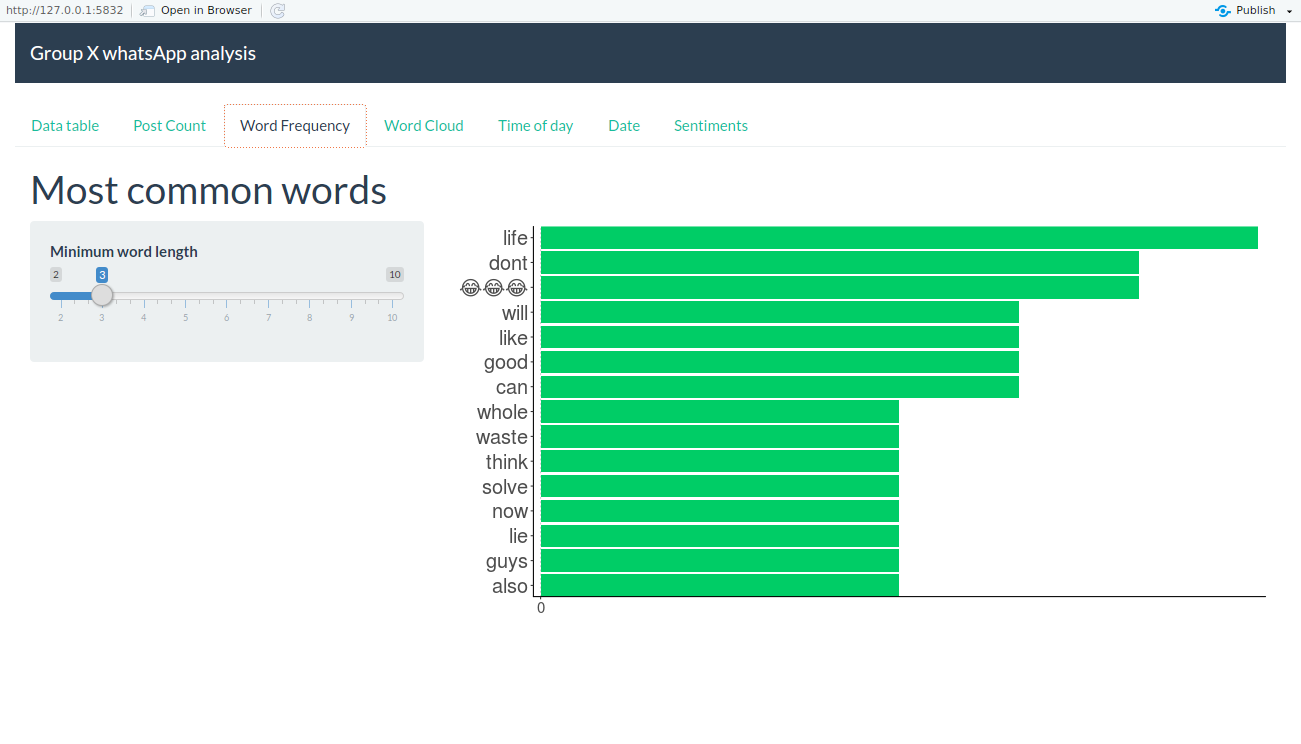 http://127.0.0.1:5832 Open in Browser Publish
Group X whatsApp analysis
Data table Post Count Word Frequency Word Cloud Time of day Date Sentiments
Most common words
Minimum word length
2 3 10
2 3 4 5 6 7 8 9 10
life
dont
😂😂😂
will
like
good
can
whole
waste
think
solve
now
lie
guys
also
0